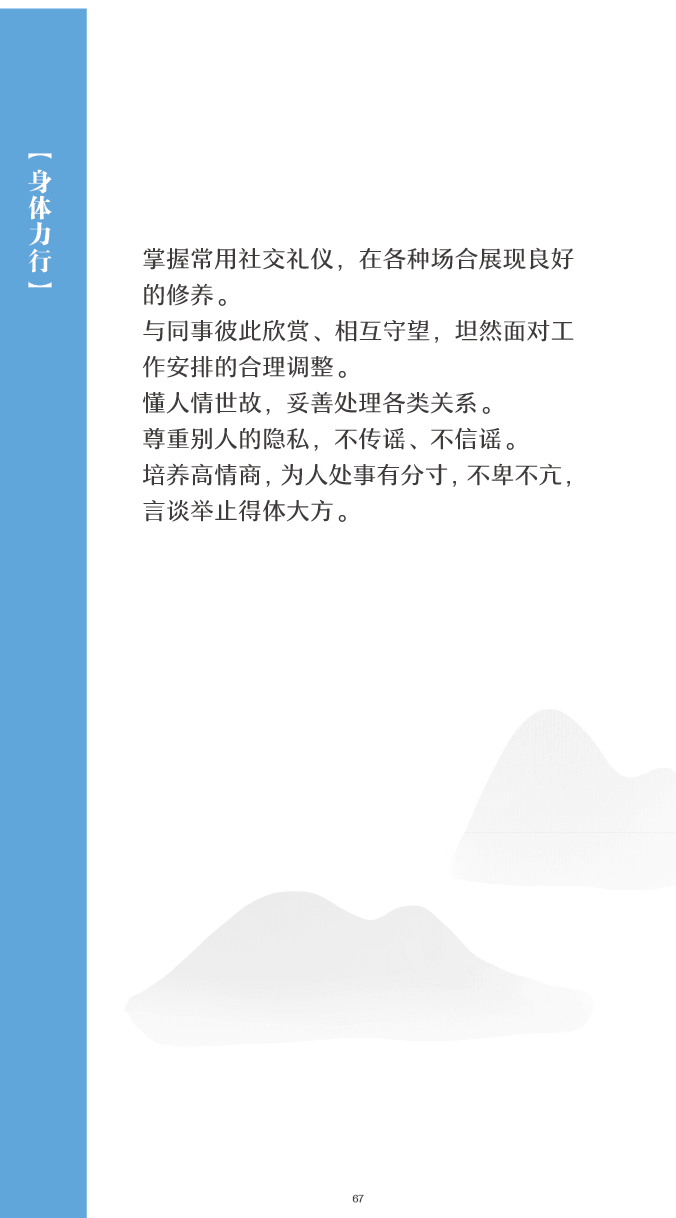 【身体力行】
掌握常用社交礼仪，在各种场合展现良好
的修养。
与同事彼此欣赏、相互守望，坦然面对工
作安排的合理调整。
懂人情世故，妥善处理各类关系。
尊重别人的隐私，不传谣、不信谣。
培养高情商，为人处事有分寸，不卑不亢，
言谈举止得体大方。
67